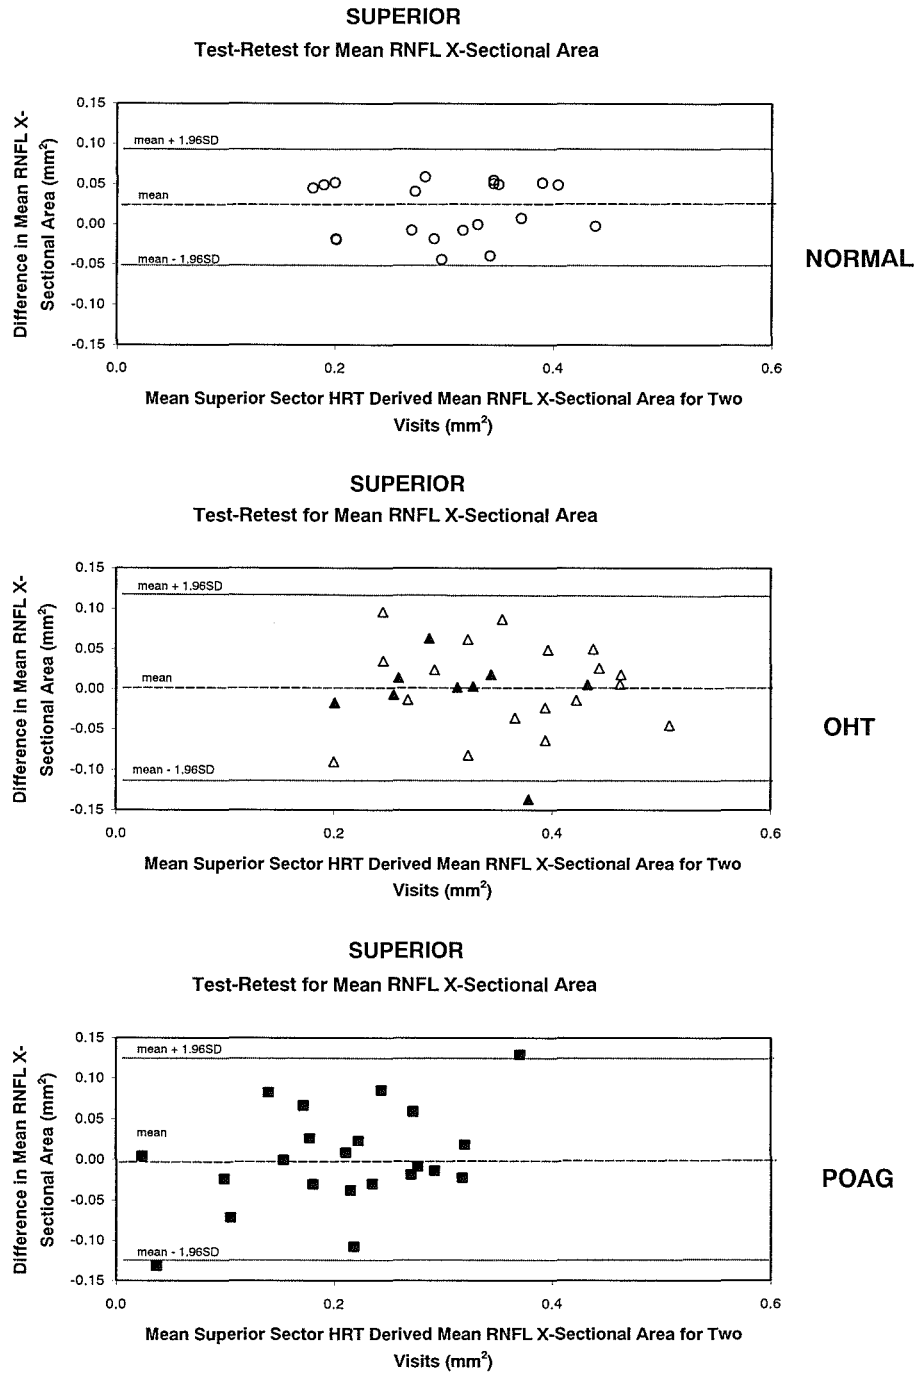 SUPERIOR
Test-Retest for Mean RNFL X-Sectional Area
Difference in Mean RNFL X-
Sectional Area (mm²)
0.15
0.10
0.05
0.00
-0.05
-0.10
-0.15
mean + 1.96SD
mean
mean - 1.96SD
0.0 0.2 0.4 0.6
Mean Superior Sector HRT Derived Mean RNFL X-Sectional Area for Two
Visits (mm²)
NORMAL
SUPERIOR
Test-Retest for Mean RNFL X-Sectional Area
Difference in Mean RNFL X-
Sectional Area (mm²)
0.15
0.10
0.05
0.00
-0.05
-0.10
-0.15
mean + 1.96SD
mean
mean - 1.96SD
0.0 0.2 0.4 0.6
Mean Superior Sector HRT Derived Mean RNFL X-Sectional Area for Two
Visits (mm²)
OHT
SUPERIOR
Test-Retest for Mean RNFL X-Sectional Area
Difference in Mean RNFL X-
Sectional Area (mm²)
0.15
0.10
0.05
0.00
-0.05
-0.10
-0.15
mean + 1.96SD
mean
mean - 1.96SD
0.0 0.2 0.4 0.6
Mean Superior Sector HRT Derived Mean RNFL X-Sectional Area for Two
Visits (mm²)
POAG